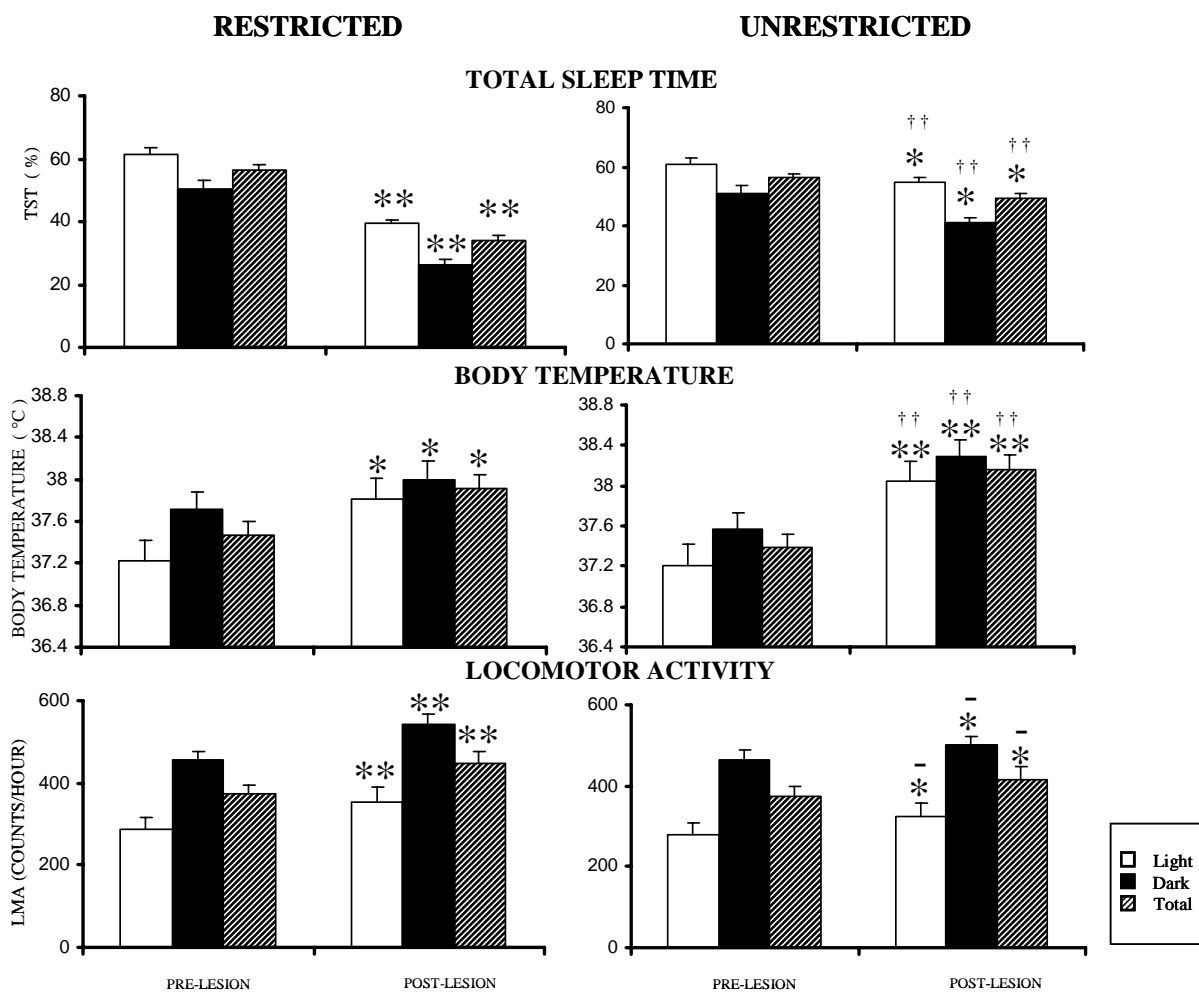 RESTRICTED UNRESTRICTED
TOTAL SLEEP TIME
TST ( %)
80
60
40
20
0
** ** **
80
60
40
20
0
†† †† ††
* * *
BODY TEMPERATURE
BODY TEMPERATURE ( °C)
38.8
38.4
38
37.6
37.2
36.8
36.4
* * *
38.8
38.4
38
37.6
37.2
36.8
36.4
†† †† ††
** ** **
LOCOMOTOR ACTIVITY
LMA (COUNTS/HOUR)
600
400
200
0
** ** **
600
400
200
0
- - -
* * *
Light
Dark
Total
PRE-LESION POST-LESION PRE-LESION POST-LESION